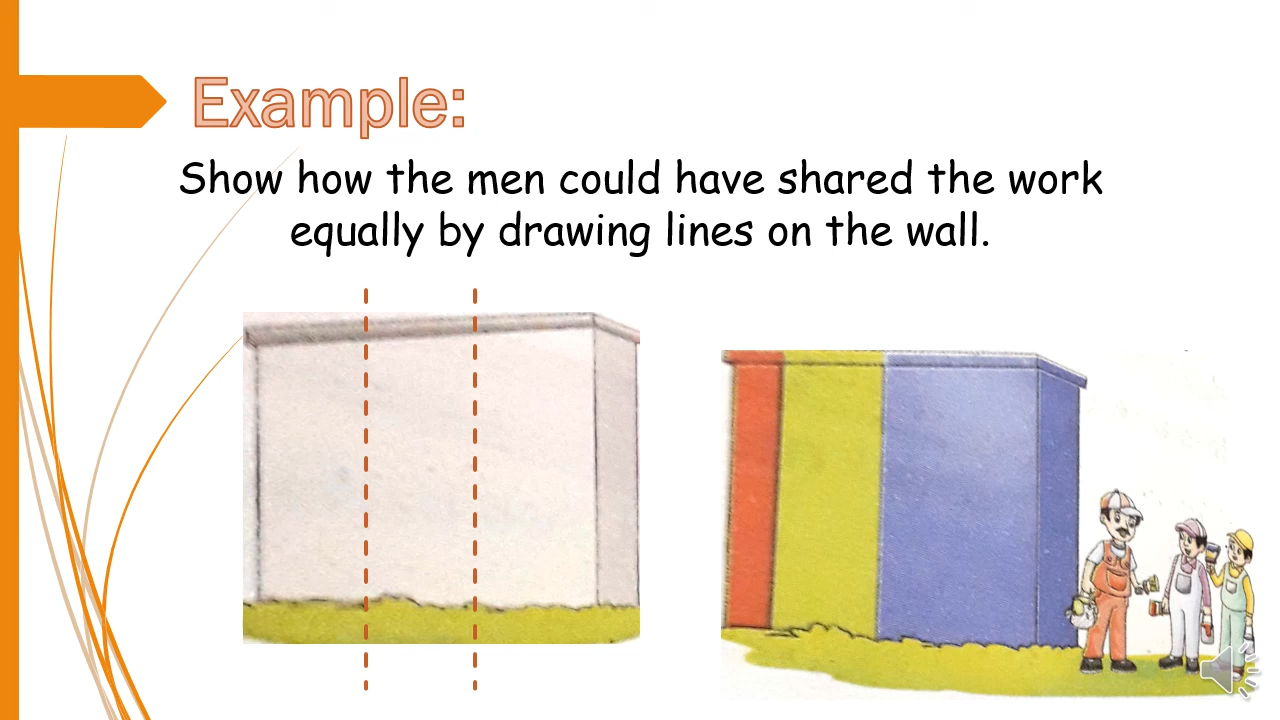 Example:
Show how the men could have shared the work
equally by drawing lines on the wall.